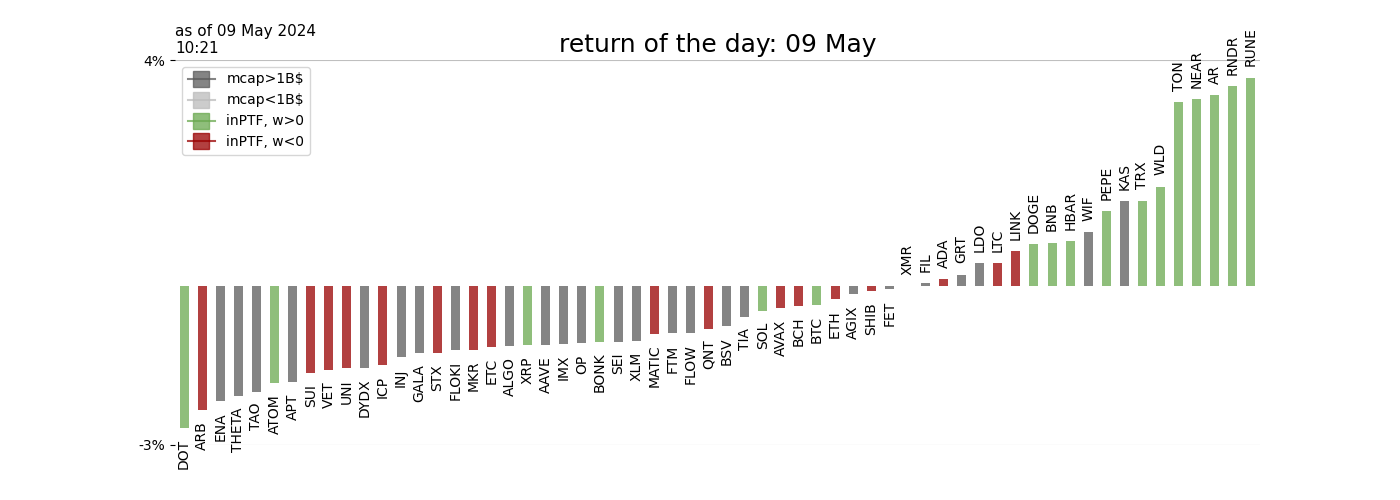 as of 09 May 2024
10:21
return of the day: 09 May
4%
-3%
mcap>1B$
mcap<1B$
inPTF, w>0
inPTF, w<0
DOT
ARB
ENA
THETA
TAO
ATOM
APT
SUI
VET
UNI
DYDX
ICP
INJ
GALA
STX
FLOKI
MKR
ETC
ALGO
XRP
AAVE
IMX
OP
BONK
SEI
XLM
MATIC
FTM
FLOW
QNT
BSV
TIA
SOL
AVAX
BCH
BTC
ETH
AGIX
SHIB
FET
XMR
FIL
ADA
GRT
LDO
LTC
LINK
DOGE
BNB
HBAR
WIF
PEPE
KAS
TRX
WLD
TON
NEAR
AR
RNDR
RUNE